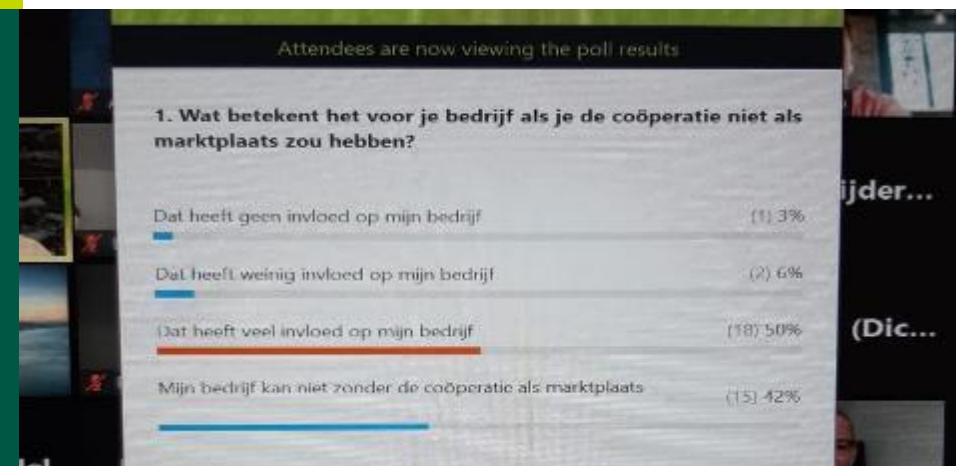 Attendees are now viewing the poll results
1. Wat betekent het voor je bedrijf als je de coöperatie niet als
marktplaats zou hebben?
Dat heeft geen invloed op mijn bedrijf (1) 3%
Dat heeft weinig invloed op mijn bedrijf (2) 6%
Dat heeft veel invloed op mijn bedrijf (18) 50%
Mijn bedrijf kan niet zonder de coöperatie als marktplaats (15) 42%
ijder...
(Dic...